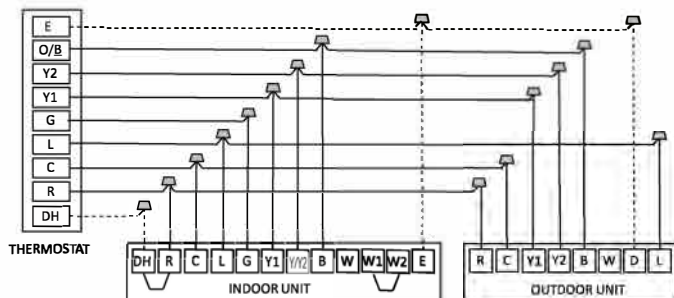 E
O/B
Y2
Y1
G
L
C
R
DH
THERMOSTAT
DH R C L G Y1 Y/Y2 B W W1 W2 E
INDOOR UNIT
R C Y1 Y2 B W D L
OUTDOOR UNIT